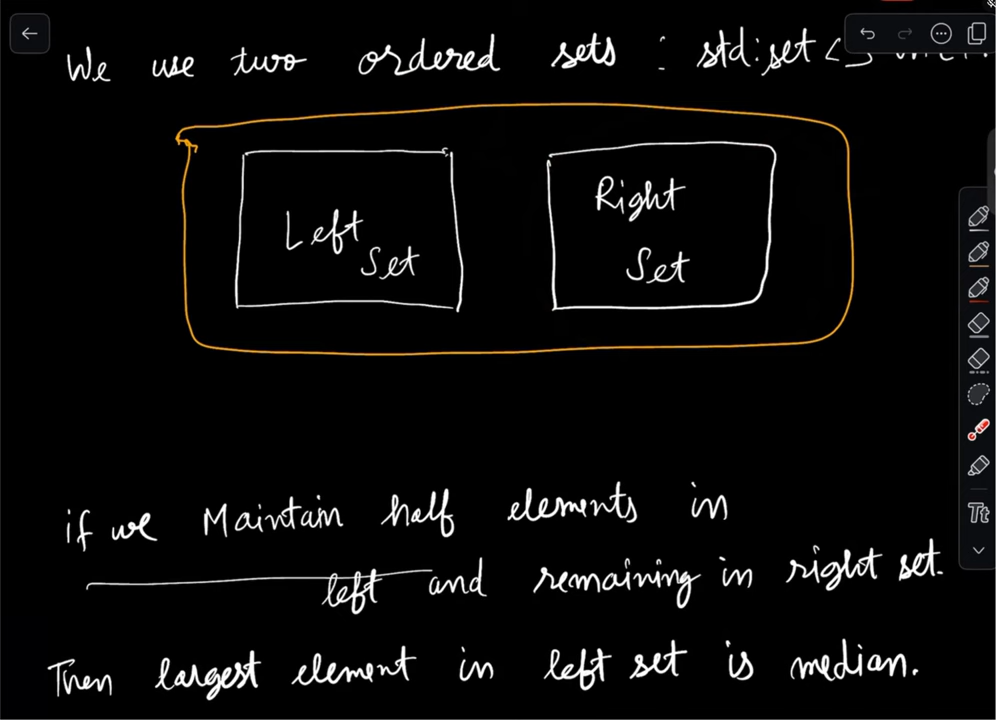 We use two ordered sets : std:set
Left
Set
Right
Set
if we Maintain half elements in
left and remaining in right set.
Then largest element in left set is median.
Tt